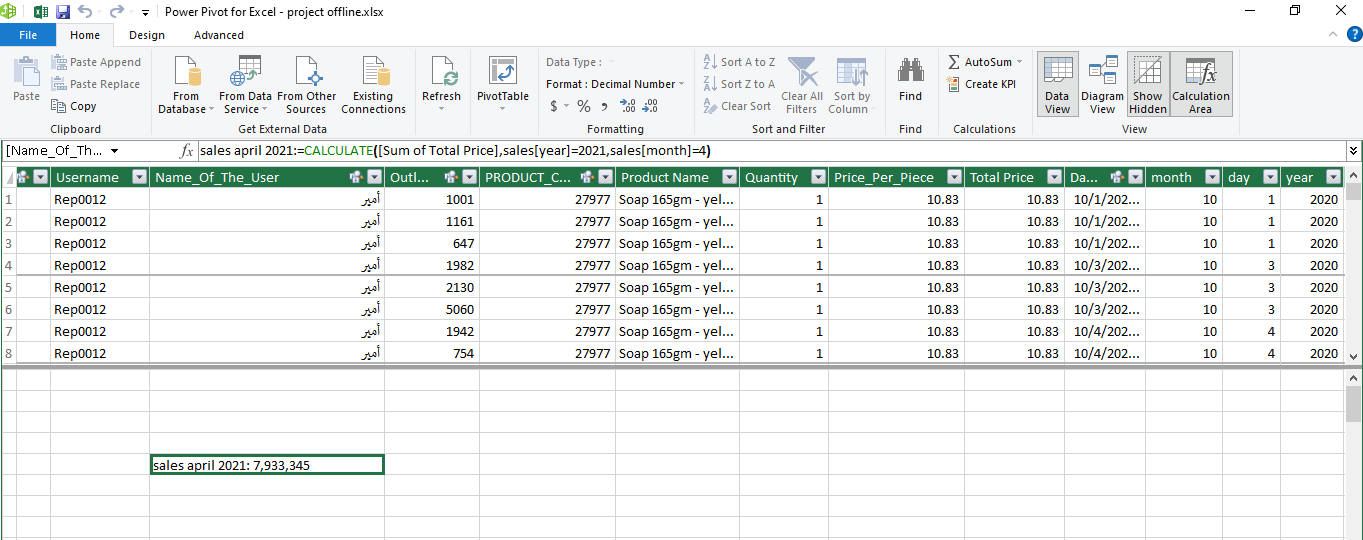 Power Pivot for Excel - project offline.xlsx
File Home Design Advanced
Paste Paste Append Paste Replace Copy
Clipboard
From Database From Data Service From Other Sources Existing Connections
Get External Data
Refresh
PivotTable
Data Type :
Format : Decimal Number
$ % ,
Formatting
Sort A to Z
Sort Z to A
Clear Sort
Clear All Filters
Sort by Column
Sort and Filter
Find
Find
AutoSum
Create KPI
Calculations
Data View Diagram View Show Hidden Calculation Area
View
[Name_Of_Th... fx sales april 2021:=CALCULATE([Sum of Total Price],sales[year]=2021,sales[month]=4)
Username Name_Of_The_User Outl... PRODUCT_C... Product Name Quantity Price_Per_Piece Total Price Da... month day year
1 Rep0012 أمير 1001 27977 Soap 165gm - yel... 1 10.83 10.83 10/1/202... 10 1 2020
2 Rep0012 أمير 1161 27977 Soap 165gm - yel... 1 10.83 10.83 10/1/202... 10 1 2020
3 Rep0012 أمير 647 27977 Soap 165gm - yel... 1 10.83 10.83 10/1/202... 10 1 2020
4 Rep0012 أمير 1982 27977 Soap 165gm - yel... 1 10.83 10.83 10/3/202... 10 3 2020
5 Rep0012 أمير 2130 27977 Soap 165gm - yel... 1 10.83 10.83 10/3/202... 10 3 2020
6 Rep0012 أمير 5060 27977 Soap 165gm - yel... 1 10.83 10.83 10/3/202... 10 3 2020
7 Rep0012 أمير 1942 27977 Soap 165gm - yel... 1 10.83 10.83 10/4/202... 10 4 2020
8 Rep0012 أمير 754 27977 Soap 165gm - yel... 1 10.83 10.83 10/4/202... 10 4 2020
sales april 2021: 7,933,345